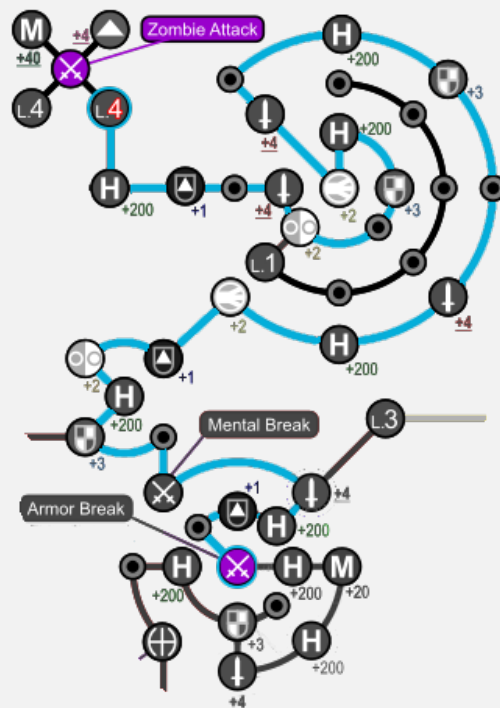 Zombie Attack
M
+4
H
+40
+200
+3
L.4
L.4
+4
H
+200
H
+200
+1
+4
+2
+3
+2
L.1
+2
+4
H
+200
+2
+1
H
+200
+3
L.3
Mental Break
+1
+4
Armor Break
H
+200
H
H
M
+200
+200
+20
+3
H
+200
+4